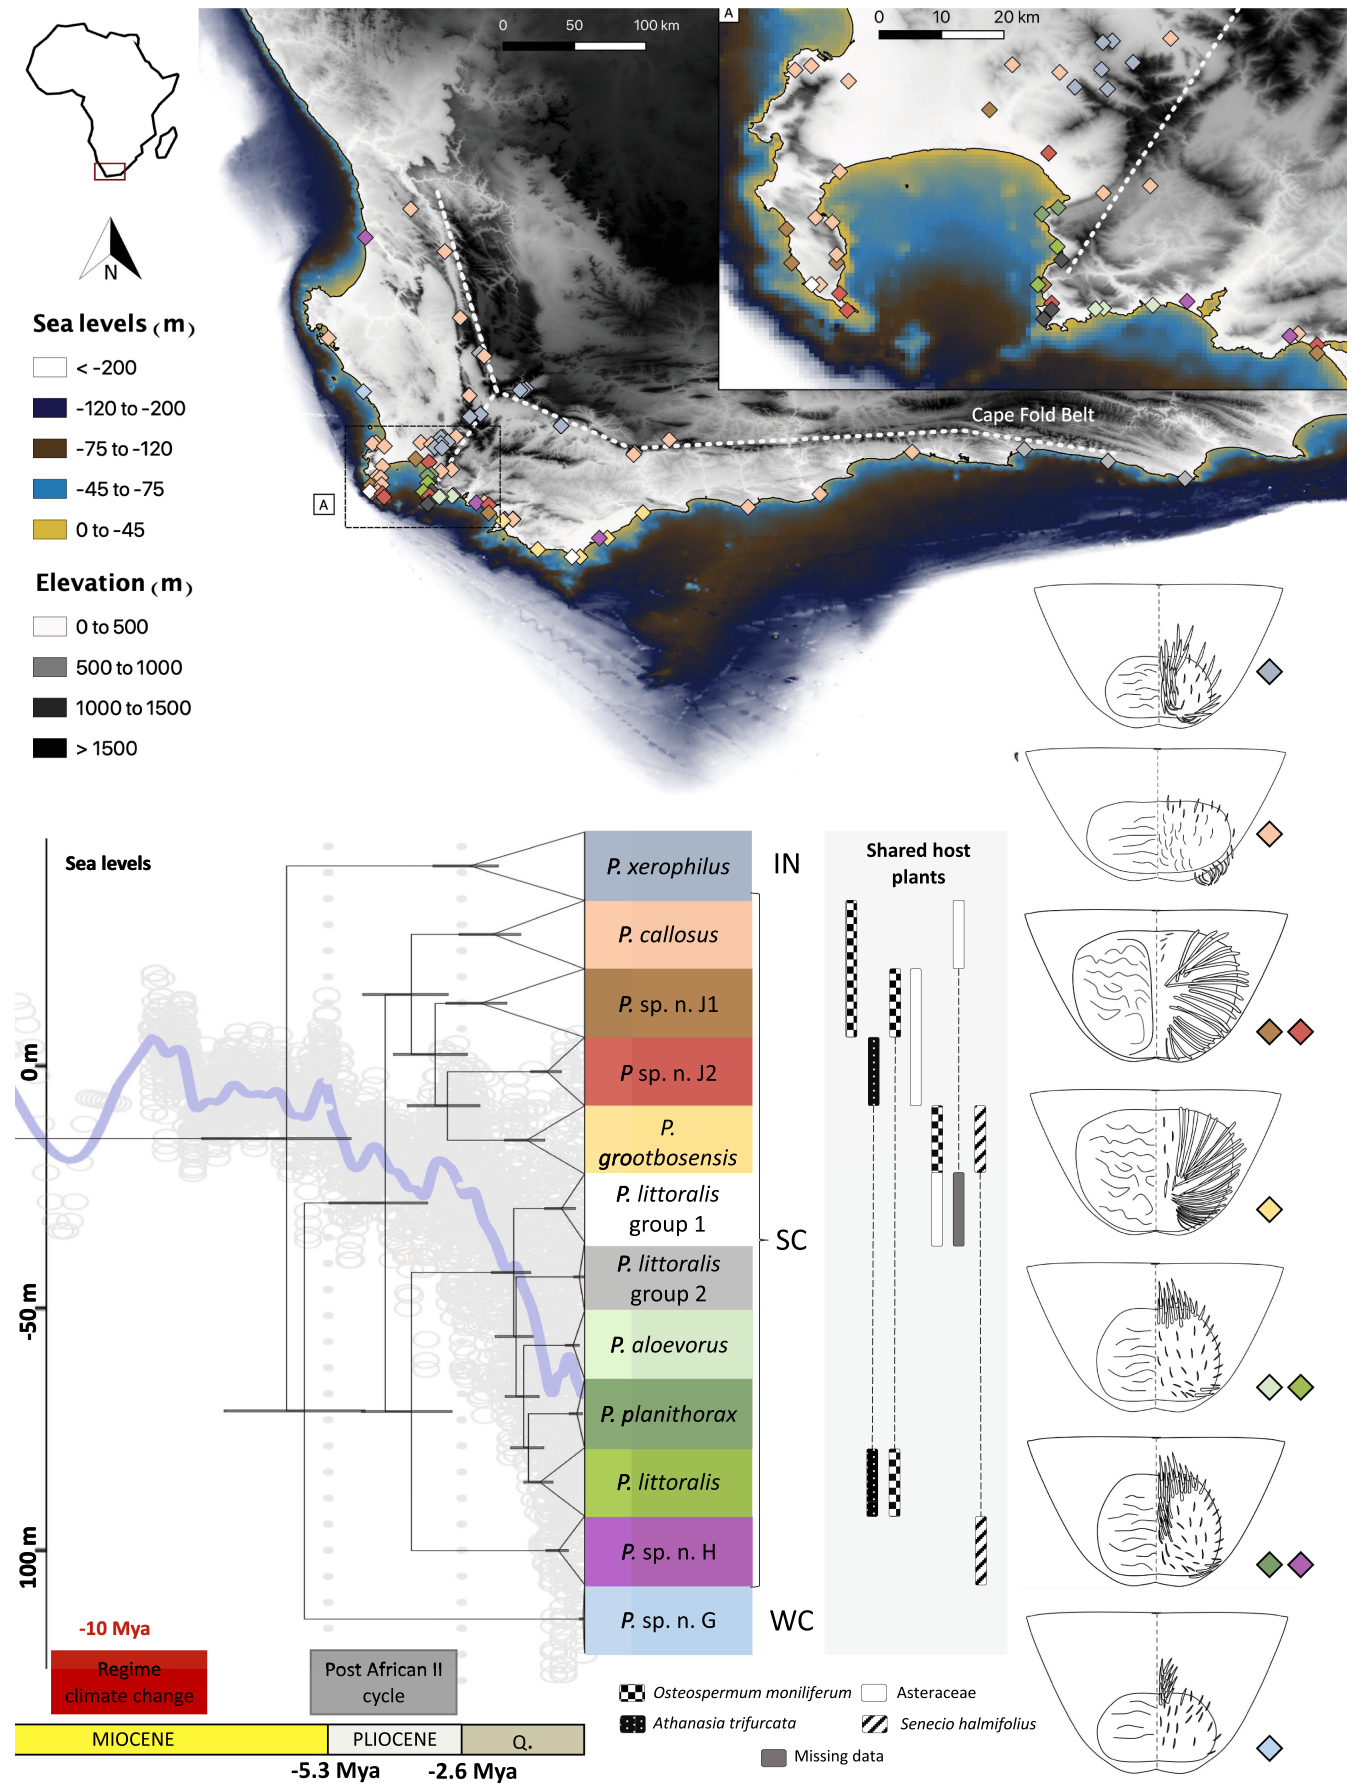 0 50 100 km
A
0 10 20 km
N
Sea levels (m)
< -200
-120 to -200
-75 to -120
-45 to -75
0 to -45
Elevation (m)
0 to 500
500 to 1000
1000 to 1500
> 1500
Cape Fold Belt
A
Sea levels
0 m
-50 m
100 m
P. xerophilus
P. callosus
P. sp. n. J1
P sp. n. J2
P.
grootbosensis
P. littoralis
group 1
P. littoralis
group 2
P. aloevorus
P. planithorax
P. littoralis
P. sp. n. H
P. sp. n. G
IN
SC
WC
Shared host
plants
-10 Mya
Regime
climate change
Post African II
cycle
MIOCENE
PLIOCENE
Q.
-5.3 Mya
-2.6 Mya
Osteospermum moniliferum
Asteraceae
Athanasia trifurcata
Senecio halmifolius
Missing data